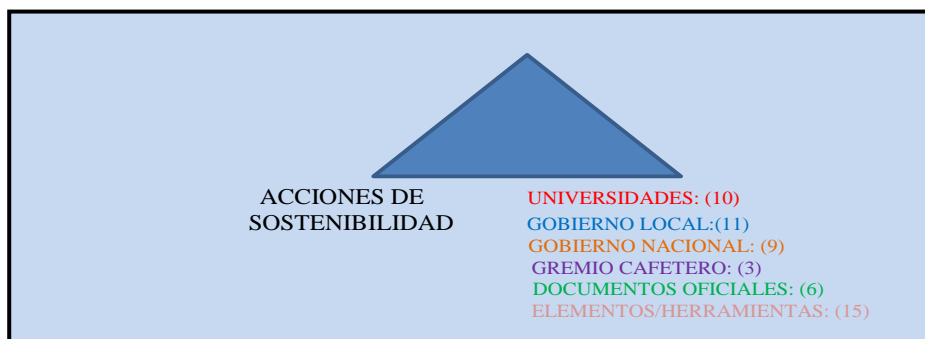 ACCIONES DE
SOSTENIBILIDAD
UNIVERSIDADES: (10)
GOBIERNO LOCAL:(11)
GOBIERNO NACIONAL: (9)
GREMIO CAFETERO: (3)
DOCUMENTOS OFICIALES: (6)
ELEMENTOS/HERRAMIENTAS: (15)